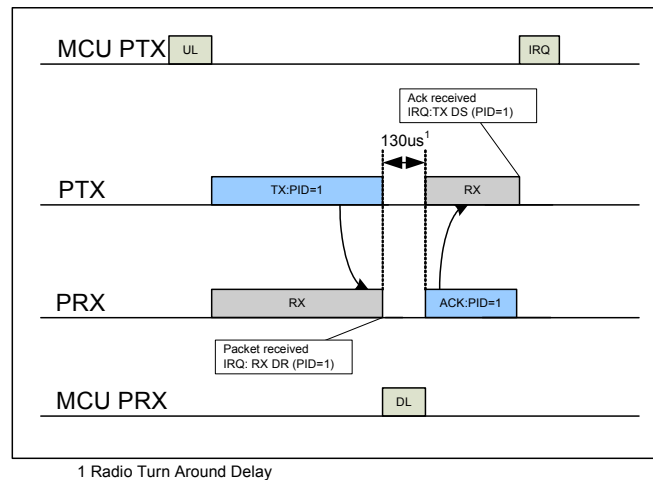 MCU PTX
UL
IRQ
Ack received
IRQ:TX DS (PID=1)
130us1
PTX
TX:PID=1
RX
PRX
RX
ACK:PID=1
Packet received
IRQ: RX DR (PID=1)
MCU PRX
DL
1 Radio Turn Around Delay